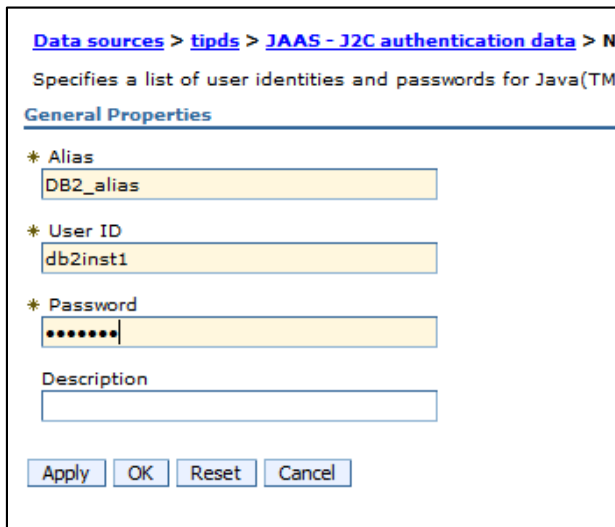 Data sources > tipds > JAAS - J2C authentication data > N
Specifies a list of user identities and passwords for Java(TM
General Properties
* Alias
DB2_alias
* User ID
db2inst1
* Password
•••••••
Description
Apply OK Reset Cancel